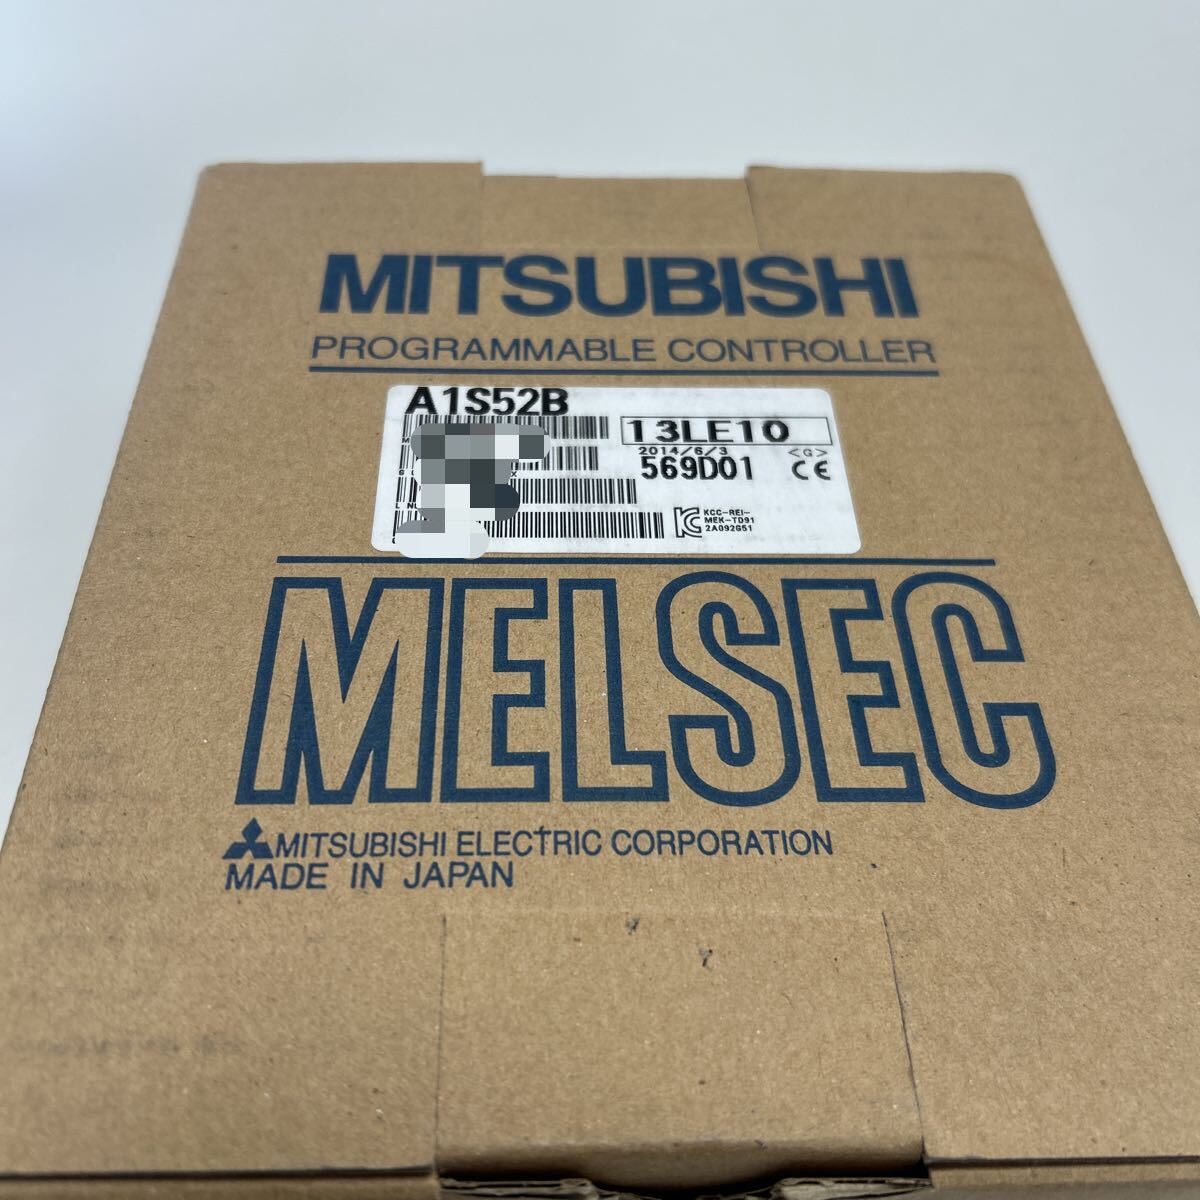 MITSUBISHI
PROGRAMMABLE CONTROLLER
A1S52B
13LE10
2014/6/3 <G>
569D01 CE
KCC-REI-
MEK-TD91
2A092G51
MELSEC
MITSUBISHI ELECTRIC CORPORATION
MADE IN JAPAN